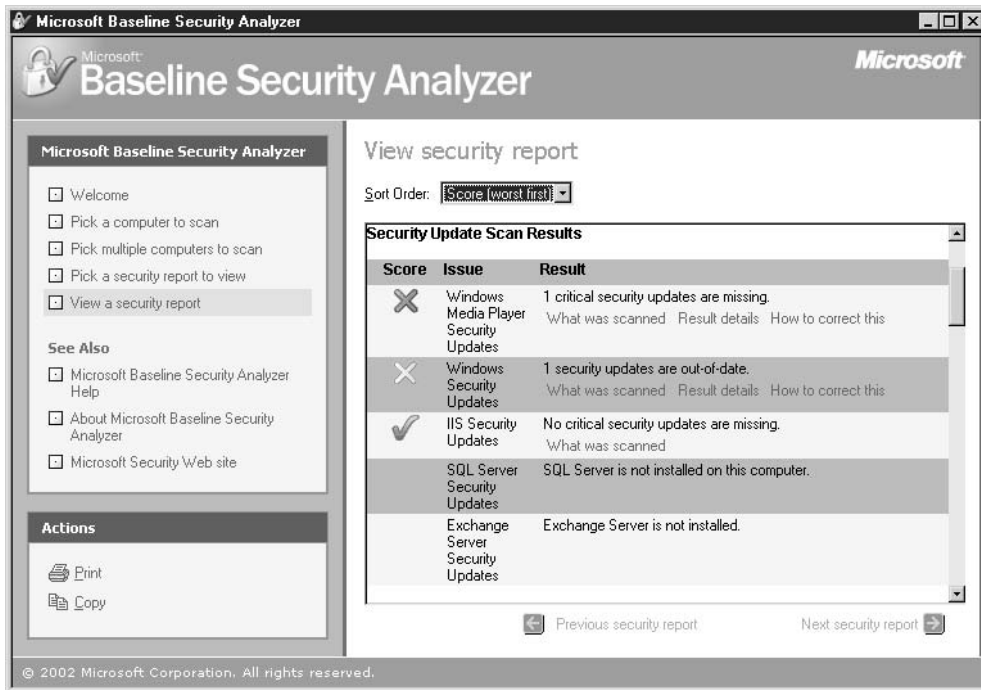 Microsoft Baseline Security Analyzer
Microsoft
Baseline Security Analyzer
Microsoft
Microsoft Baseline Security Analyzer
Welcome
Pick a computer to scan
Pick multiple computers to scan
Pick a security report to view
View a security report
See Also
Microsoft Baseline Security Analyzer
Help
About Microsoft Baseline Security
Analyzer
Microsoft Security Web site
Actions
Print
Copy
View security report
Sort Order: Score (worst first)
Security Update Scan Results
Score Issue Result
Windows
Media Player
Security
Updates
1 critical security updates are missing.
What was scanned Result details How to correct this
Windows
Security
Updates
1 security updates are out-of-date.
What was scanned Result details How to correct this
IIS Security
Updates
No critical security updates are missing.
What was scanned
SQL Server
Security
Updates
SQL Server is not installed on this computer.
Exchange
Server
Security
Updates
Exchange Server is not installed.
Previous security report
Next security report
© 2002 Microsoft Corporation. All rights reserved.